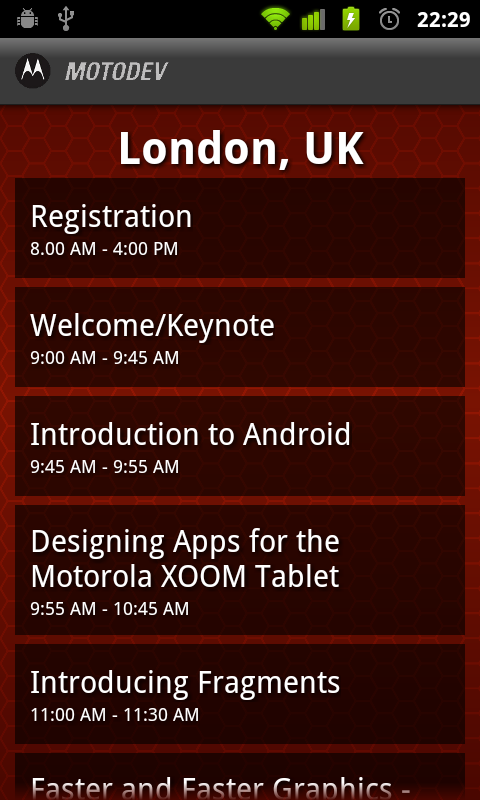 22:29
MOTODEV
London, UK
Registration
8.00 AM - 4:00 PM
Welcome/Keynote
9:00 AM - 9:45 AM
Introduction to Android
9:45 AM - 9:55 AM
Designing Apps for the
Motorola XOOM Tablet
9:55 AM - 10:45 AM
Introducing Fragments
11:00 AM - 11:30 AM
Faster and Faster Graphics -